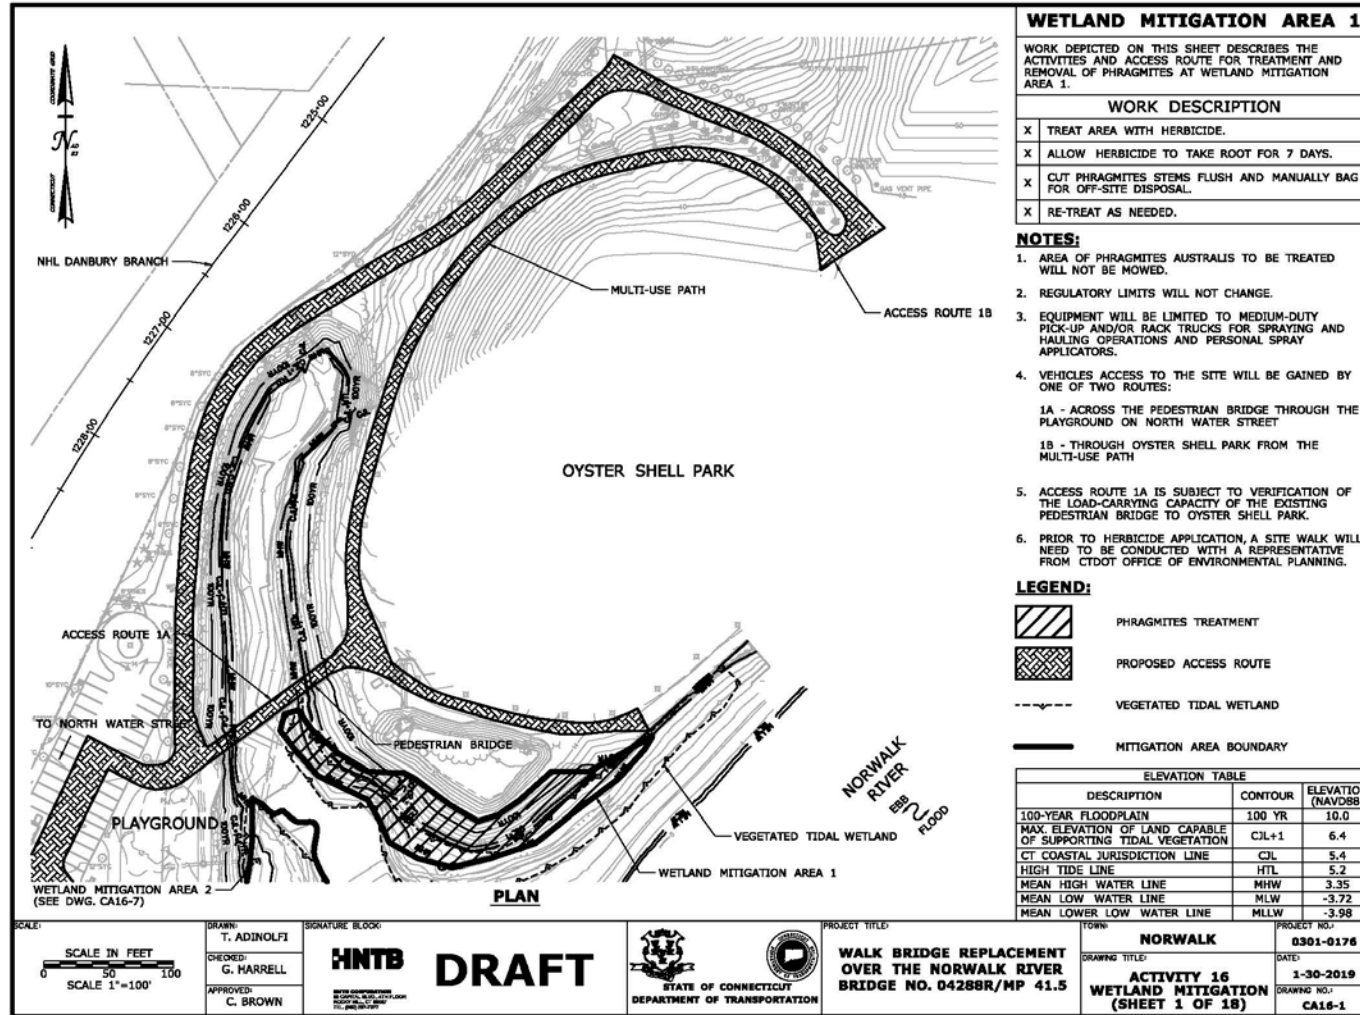 WETLAND MITIGATION AREA 1
WORK DEPICTED ON THIS SHEET DESCRIBES THE
ACTIVITIES AND ACCESS ROUTE FOR TREATMENT AND
REMOVAL OF PHRAGMITES AT WETLAND MITIGATION
AREA 1.
WORK DESCRIPTION
X TREAT AREA WITH HERBICIDE.
X ALLOW HERBICIDE TO TAKE ROOT FOR 7 DAYS.
X CUT PHRAGMITES STEMS FLUSH AND MANUALLY BAG
FOR OFF-SITE DISPOSAL.
X RE-TREAT AS NEEDED.
NOTES:
1. AREA OF PHRAGMITES AUSTRALIS TO BE TREATED
WILL NOT BE MOWED.
2. REGULATORY LIMITS WILL NOT CHANGE.
3. EQUIPMENT WILL BE LIMITED TO MEDIUM-DUTY
PICK-UP AND/OR RACK TRUCKS FOR SPRAYING AND
HAULING OPERATIONS AND PERSONAL SPRAY
APPLICATORS.
4. VEHICLES ACCESS TO THE SITE WILL BE GAINED BY
ONE OF TWO ROUTES:
1A - ACROSS THE PEDESTRIAN BRIDGE THROUGH THE
PLAYGROUND ON NORTH WATER STREET
1B - THROUGH OYSTER SHELL PARK FROM THE
MULTI-USE PATH
5. ACCESS ROUTE 1A IS SUBJECT TO VERIFICATION OF
THE LOAD-CARRYING CAPACITY OF THE EXISTING
PEDESTRIAN BRIDGE TO OYSTER SHELL PARK.
6. PRIOR TO HERBICIDE APPLICATION, A SITE WALK WILL
NEED TO BE CONDUCTED WITH A REPRESENTATIVE
FROM CTDOT OFFICE OF ENVIRONMENTAL PLANNING.
LEGEND:
PHRAGMITES TREATMENT
PROPOSED ACCESS ROUTE
VEGETATED TIDAL WETLAND
MITIGATION AREA BOUNDARY
ELEVATION TABLE
DESCRIPTION CONTOUR ELEVATIO
(NAVD88
100-YEAR FLOODPLAIN 100 YR 10.0
MAX. ELEVATION OF LAND CAPABLE
OF SUPPORTING TIDAL VEGETATION CJL+1 6.4
CT COASTAL JURISDICTION LINE CJL 5.4
HIGH TIDE LINE HTL 5.2
MEAN HIGH WATER LINE MHW 3.35
MEAN LOW WATER LINE MLW -3.72
MEAN LOWER LOW WATER LINE MLLW -3.98
COORDINATE GRID
N
CONNECTICUT
1225+00
1226+00
1227+00
1228+00
NHL DANBURY BRANCH
MULTI-USE PATH
ACCESS ROUTE 1B
GAS VENT PIPE
OYSTER SHELL PARK
ACCESS ROUTE 1A
TO NORTH WATER STREET
PEDESTRIAN BRIDGE
PLAYGROUND
NORWALK
RIVER
EBB
FLOOD
VEGETATED TIDAL WETLAND
WETLAND MITIGATION AREA 1
WETLAND MITIGATION AREA 2
(SEE DWG. CA16-7)
PLAN
SCALE:
SCALE IN FEET
0 50 100
SCALE 1"=100'
DRAWN:
T. ADINOLFI
CHECKED:
G. HARRELL
APPROVED:
C. BROWN
SIGNATURE BLOCK:
HNTB
HNTB CORPORATION
DRAFT
STATE OF CONNECTICUT
DEPARTMENT OF TRANSPORTATION
PROJECT TITLE:
WALK BRIDGE REPLACEMENT
OVER THE NORWALK RIVER
BRIDGE NO. 04288R/MP 41.5
TOWN:
NORWALK
DRAWING TITLE:
ACTIVITY 16
WETLAND MITIGATION
(SHEET 1 OF 18)
PROJECT NO.:
0301-0176
DATE:
1-30-2019
DRAWING NO.:
CA16-1